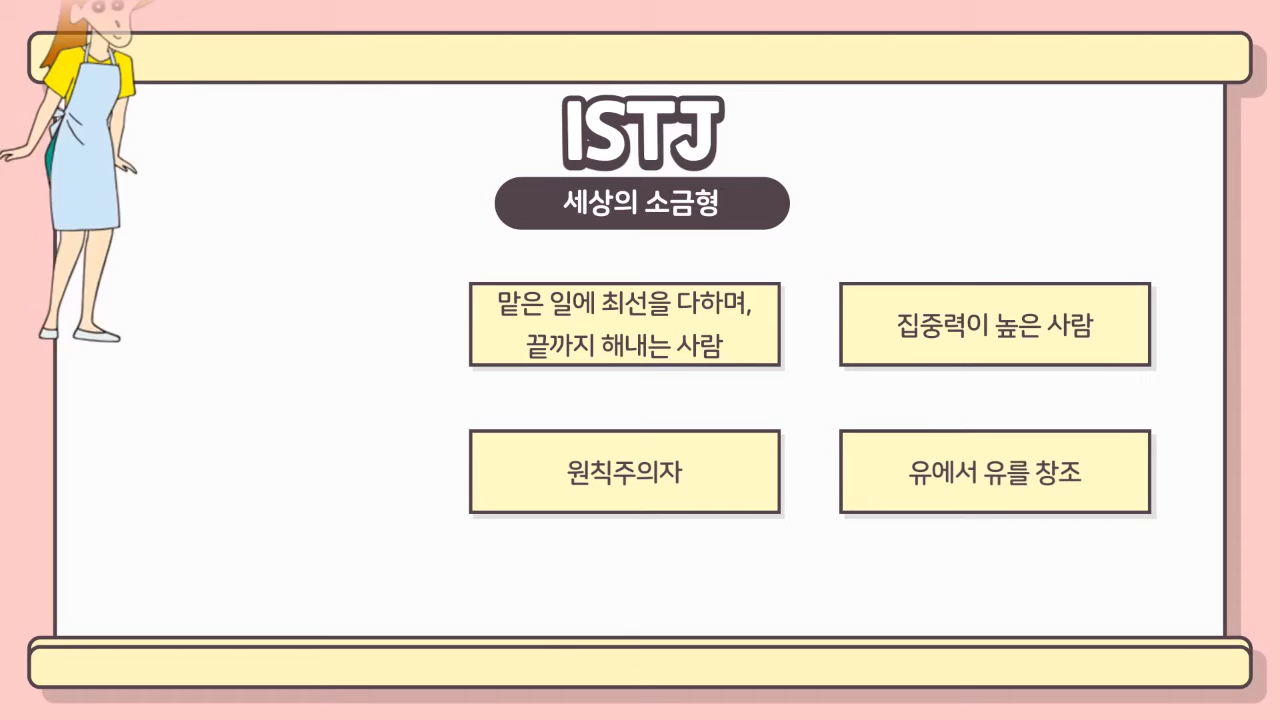 ISTJ
세상의 소금형
맡은 일에 최선을 다하며,
끝까지 해내는 사람
집중력이 높은 사람
원칙주의자
유에서 유를 창조